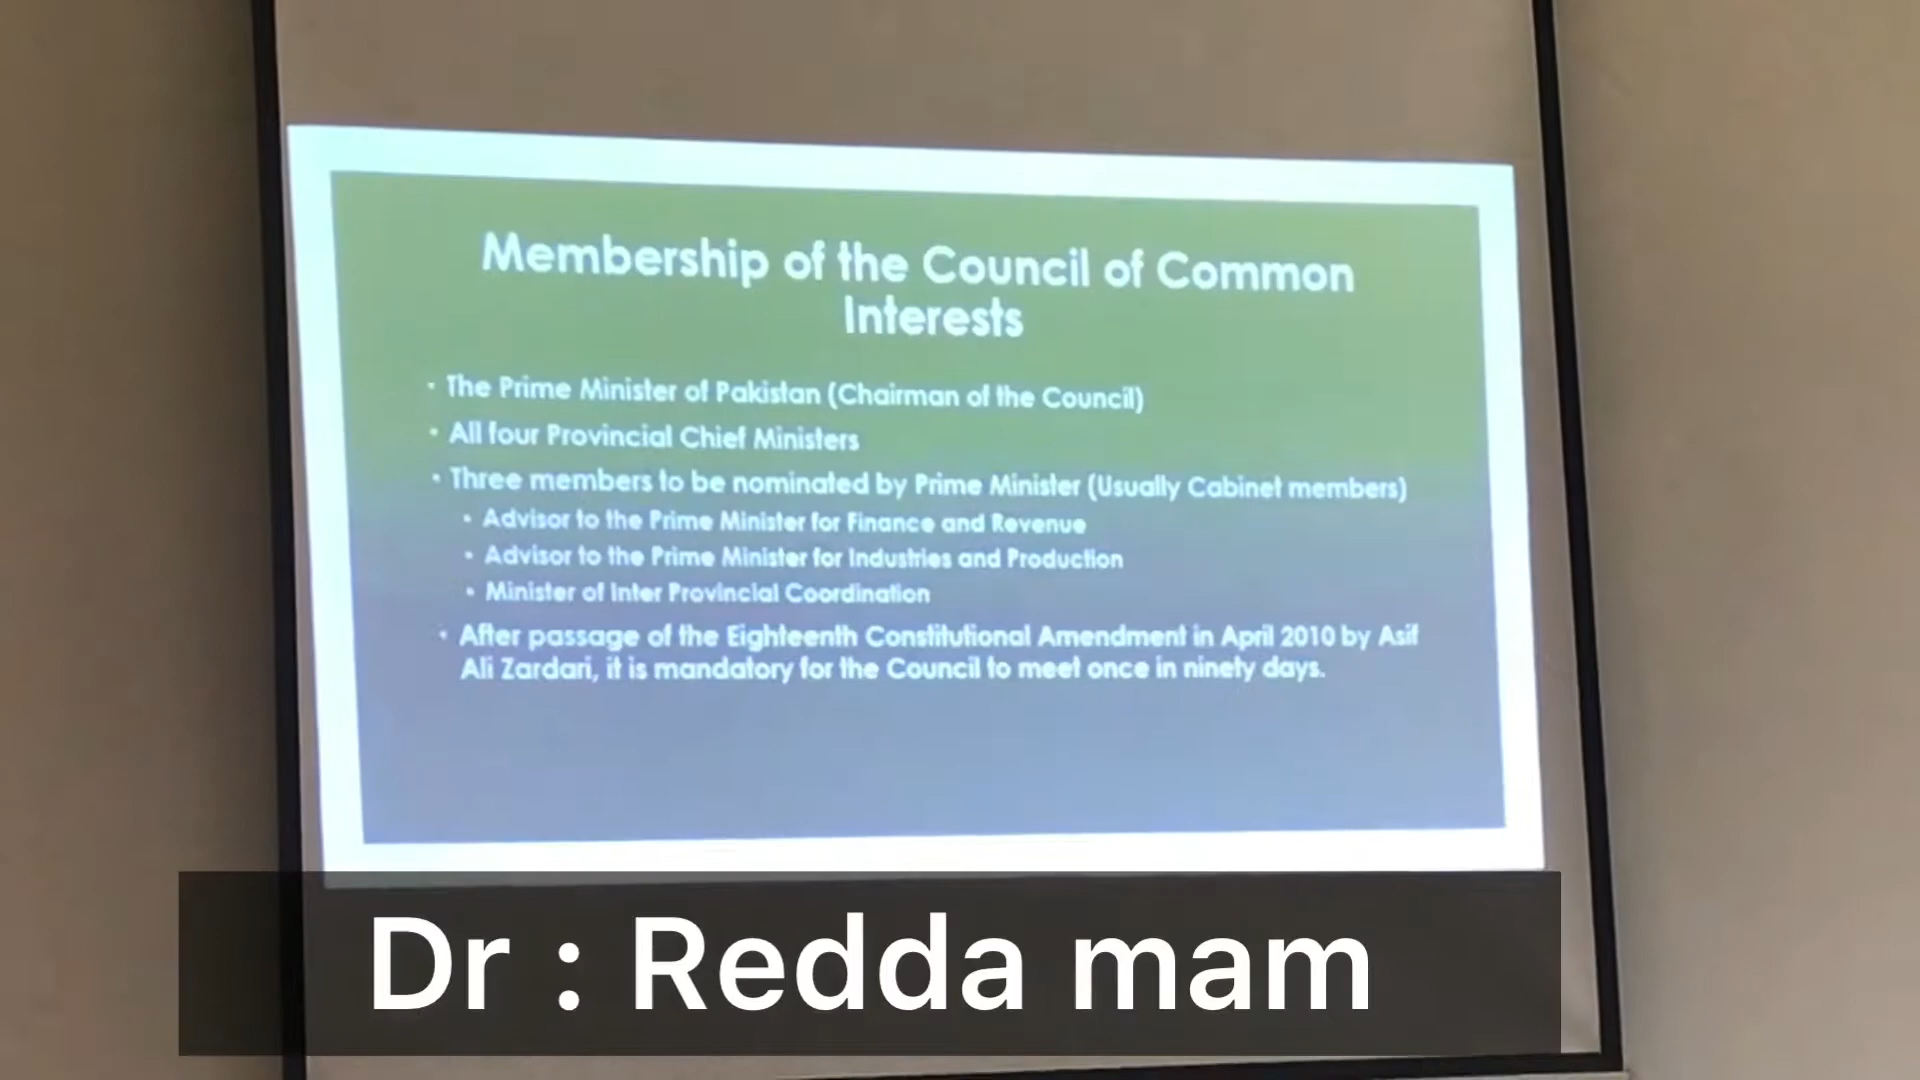 Membership of the Council of Common
Interests
• The Prime Minister of Pakistan (Chairman of the Council)
• All four Provincial Chief Ministers
• Three members to be nominated by Prime Minister (Usually Cabinet members)
• Advisor to the Prime Minister for Finance and Revenue
• Advisor to the Prime Minister for Industries and Production
• Minister of Inter Provincial Coordination
• After passage of the Eighteenth Constitutional Amendment in April 2010 by Asif
Ali Zardari, it is mandatory for the Council to meet once in ninety days.
Dr : Redda mam